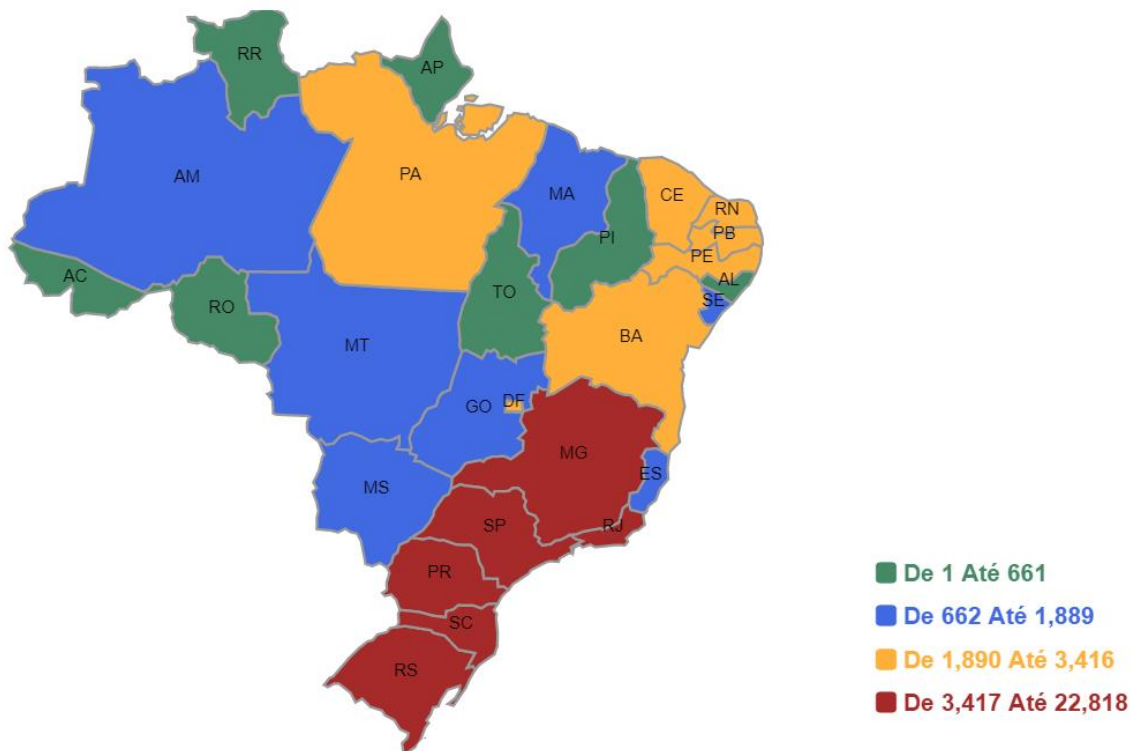 RR
AP
AM
PA
MA
CE
RN
PI
PB
PE
AC
AL
TO
SE
RO
BA
MT
GO
DF
MG
ES
MS
SP
RJ
PR
SC
RS
De 1 Até 661
De 662 Até 1,889
De 1,890 Até 3,416
De 3,417 Até 22,818